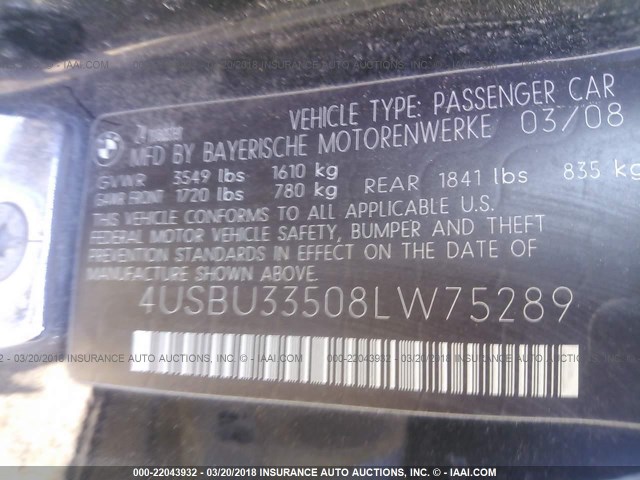 VEHICLE TYPE: PASSENGER CAR
MFD BY BAYERISCHE MOTORENWERKE 03/08
GVWR 3549 lbs 1610 kg
GAWR FRONT 1720 lbs 780 kg REAR 1841 lbs 835 kg
THIS VEHICLE CONFORMS TO ALL APPLICABLE U.S.
FEDERAL MOTOR VEHICLE SAFETY, BUMPER AND THEFT
PREVENTION STANDARDS IN EFFECT ON THE DATE OF
MANUFACTURE SHOWN ABOVE.
4USBU33508LW75289
000-22043932 - 03/20/2018 INSURANCE AUTO AUCTIONS, INC. - IAAI.COM